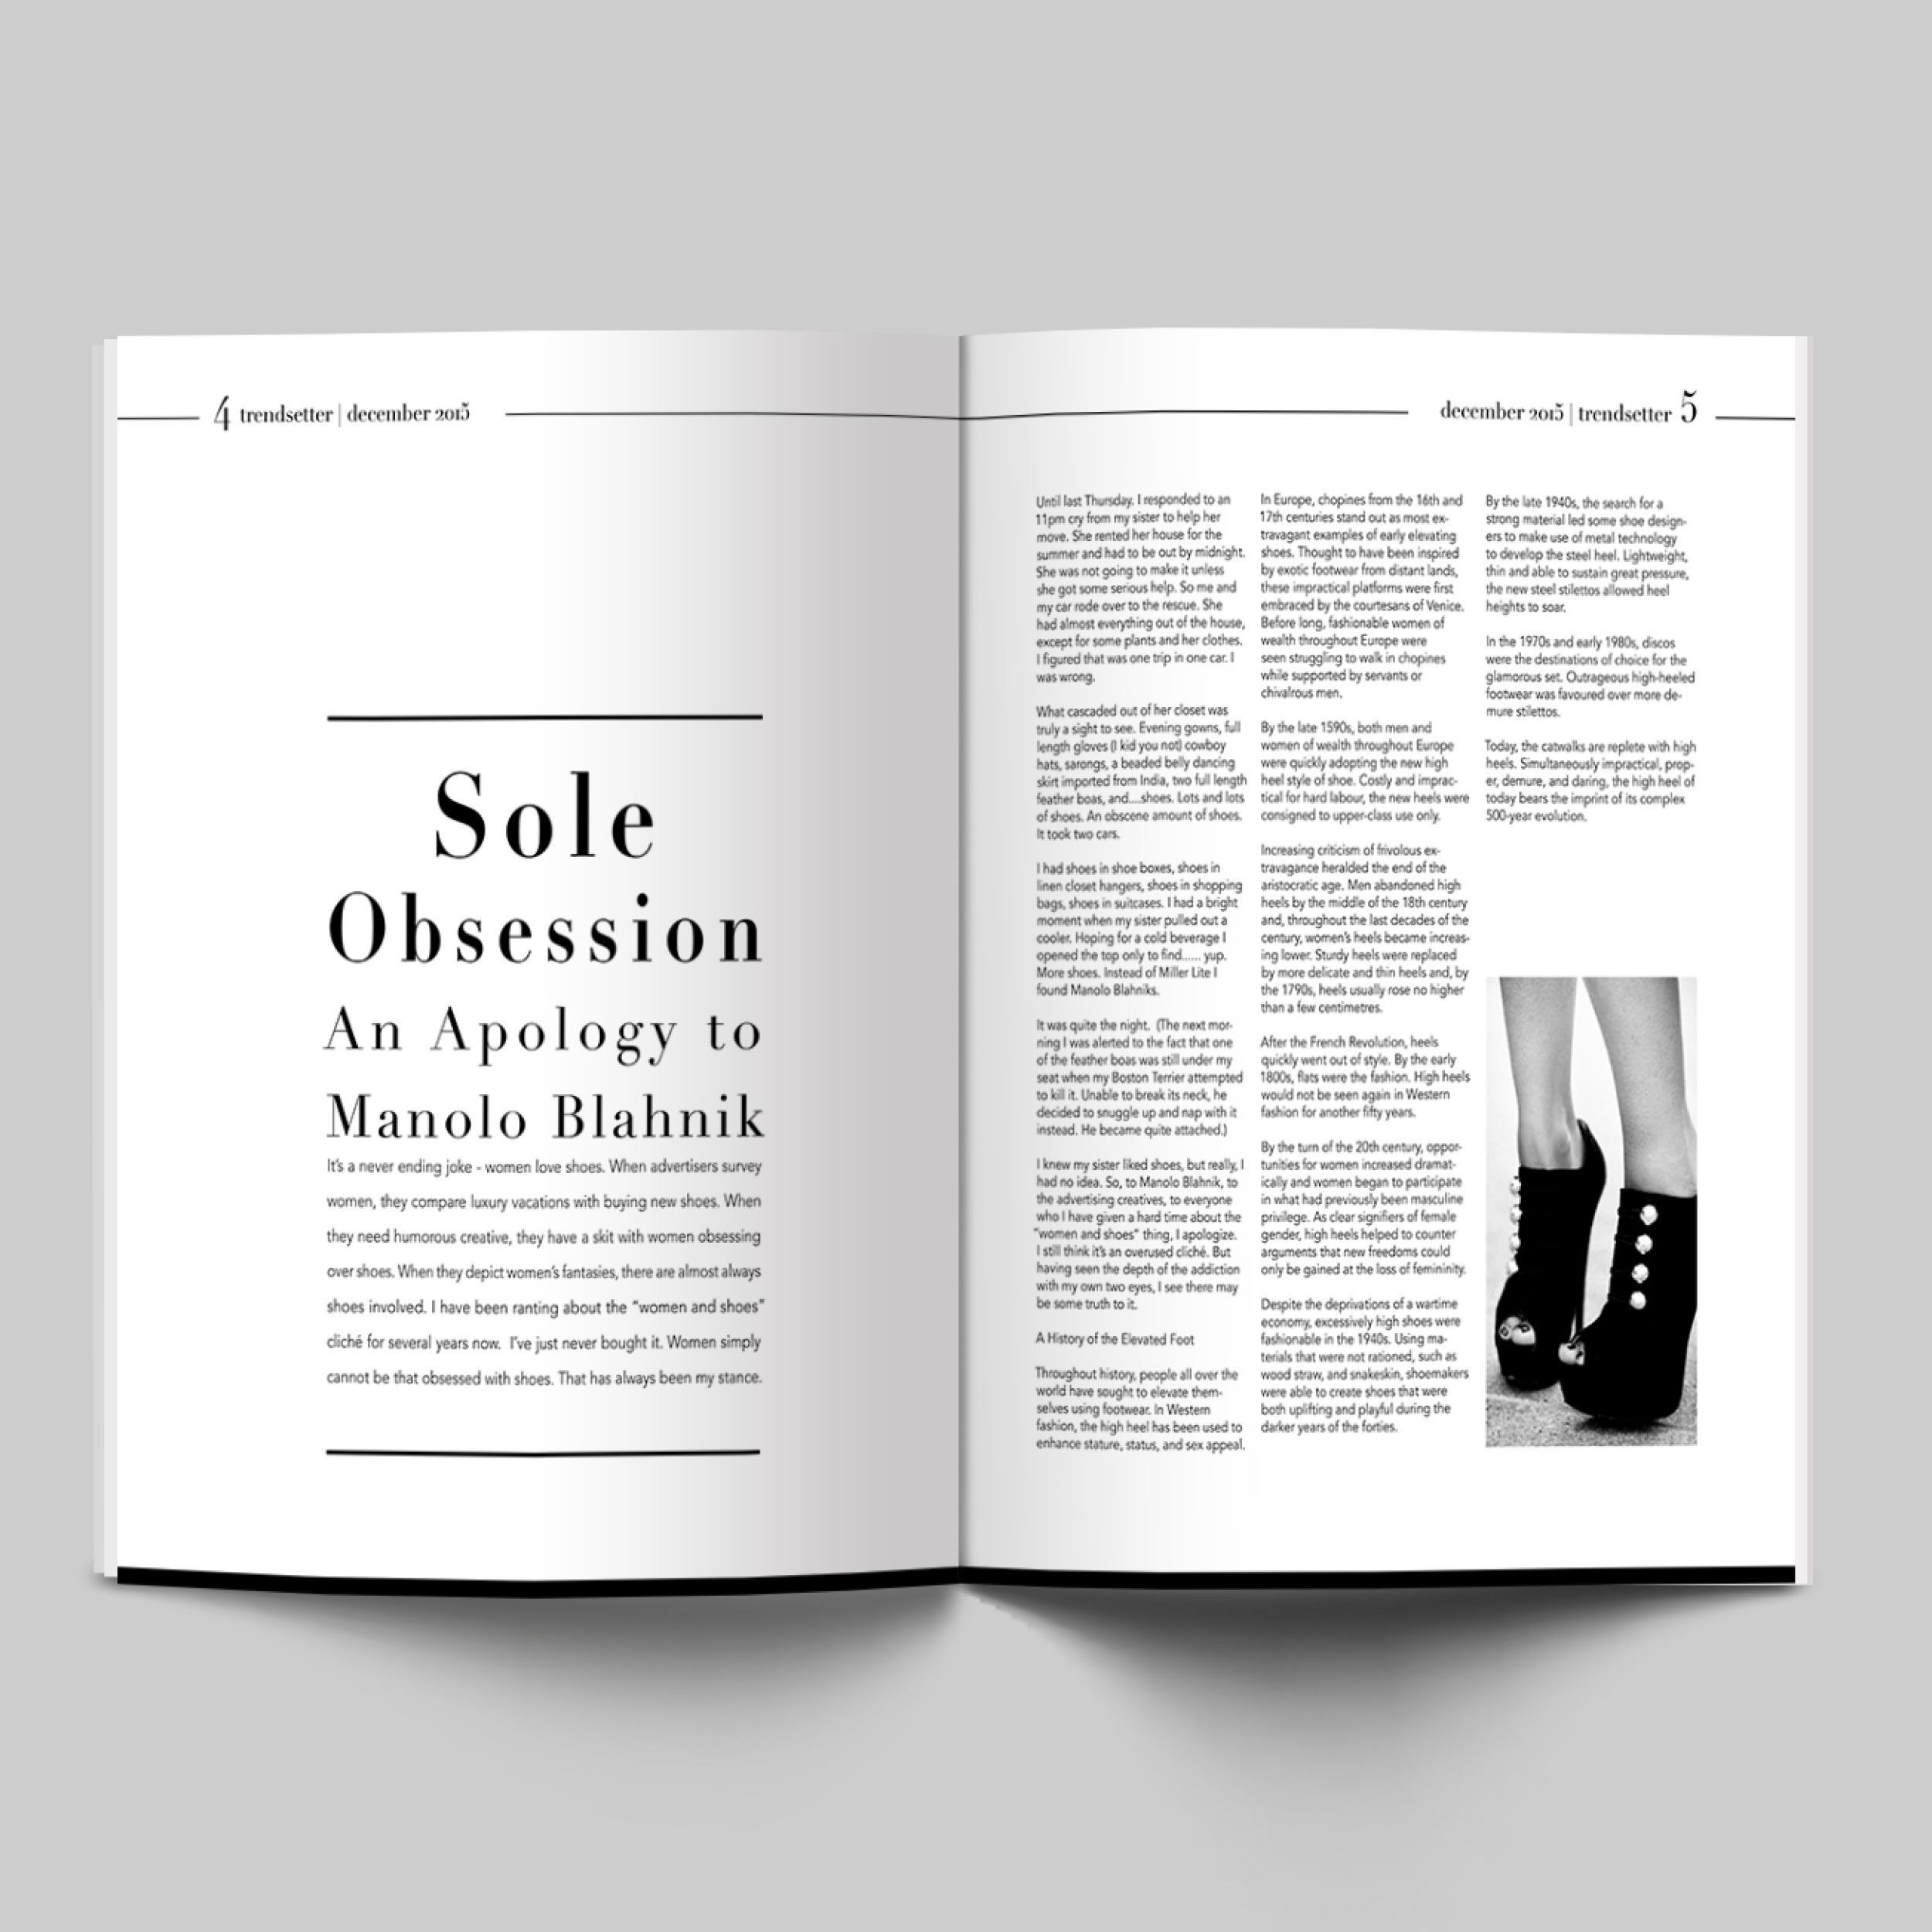 4 trendsetter | december 2015
Sole
Obsession
An Apology to
Manolo Blahnik
It's a never ending joke - women love shoes. When advertisers survey
women, they compare luxury vacations with buying new shoes. When
they need humorous creative, they have a skit with women obsessing
over shoes. When they depict women's fantasies, there are almost always
shoes involved. I have been ranting about the "women and shoes"
cliché for several years now.  I've just never bought it. Women simply
cannot be that obsessed with shoes. That has always been my stance.
december 2015 | trendsetter 5
Until last Thursday. I responded to an
11pm cry from my sister to help her
move. She rented her house for the
summer and had to be out by midnight.
She was not going to make it unless
she got some serious help. So me and
my car rode over to the rescue. She
had almost everything out of the house,
except for some plants and her clothes.
I figured that was one trip in one car. I
was wrong.
What cascaded out of her closet was
truly a sight to see. Evening gowns, full
length gloves (I kid you not) cowboy
hats, sarongs, a beaded belly dancing
skirt imported from India, two full length
feather boas, and....shoes. Lots and lots
of shoes. An obscene amount of shoes.
It took two cars.
I had shoes in shoe boxes, shoes in
linen closet hangers, shoes in shopping
bags, shoes in suitcases. I had a bright
moment when my sister pulled out a
cooler. Hoping for a cold beverage I
opened the top only to find...... yup.
More shoes. Instead of Miller Lite I
found Manolo Blahniks.
It was quite the night.  (The next mor-
ning I was alerted to the fact that one
of the feather boas was still under my
seat when my Boston Terrier attempted
to kill it. Unable to break its neck, he
decided to snuggle up and nap with it
instead. He became quite attached.)
I knew my sister liked shoes, but really, I
had no idea. So, to Manolo Blahnik, to
the advertising creatives, to everyone
who I have given a hard time about the
"women and shoes" thing, I apologize.
I still think it's an overused cliché. But
having seen the depth of the addiction
with my own two eyes, I see there may
be some truth to it.
A History of the Elevated Foot
Throughout history, people all over the
world have sought to elevate them-
selves using footwear. In Western
fashion, the high heel has been used to
enhance stature, status, and sex appeal.
In Europe, chopines from the 16th and
17th centuries stand out as most ex-
travagant examples of early elevating
shoes. Thought to have been inspired
by exotic footwear from distant lands,
these impractical platforms were first
embraced by the courtesans of Venice.
Before long, fashionable women of
wealth throughout Europe were
seen struggling to walk in chopines
while supported by servants or
chivalrous men.
By the late 1590s, both men and
women of wealth throughout Europe
were quickly adopting the new high
heel style of shoe. Costly and imprac-
tical for hard labour, the new heels were
consigned to upper-class use only.
Increasing criticism of frivolous ex-
travagance heralded the end of the
aristocratic age. Men abandoned high
heels by the middle of the 18th century
and, throughout the last decades of the
century, women's heels became increas-
ing lower. Sturdy heels were replaced
by more delicate and thin heels and, by
the 1790s, heels usually rose no higher
than a few centimetres.
After the French Revolution, heels
quickly went out of style. By the early
1800s, flats were the fashion. High heels
would not be seen again in Western
fashion for another fifty years.
By the turn of the 20th century, oppor-
tunities for women increased dramat-
ically and women began to participate
in what had previously been masculine
privilege. As clear signifiers of female
gender, high heels helped to counter
arguments that new freedoms could
only be gained at the loss of femininity.
Despite the deprivations of a wartime
economy, excessively high shoes were
fashionable in the 1940s. Using ma-
terials that were not rationed, such as
wood straw, and snakeskin, shoemakers
were able to create shoes that were
both uplifting and playful during the
darker years of the forties.
By the late 1940s, the search for a
strong material led some shoe design-
ers to make use of metal technology
to develop the steel heel. Lightweight,
thin and able to sustain great pressure,
the new steel stilettos allowed heel
heights to soar.
In the 1970s and early 1980s, discos
were the destinations of choice for the
glamorous set. Outrageous high-heeled
footwear was favoured over more de-
mure stilettos.
Today, the catwalks are replete with high
heels. Simultaneously impractical, prop-
er, demure, and daring, the high heel of
today bears the imprint of its complex
500-year evolution.